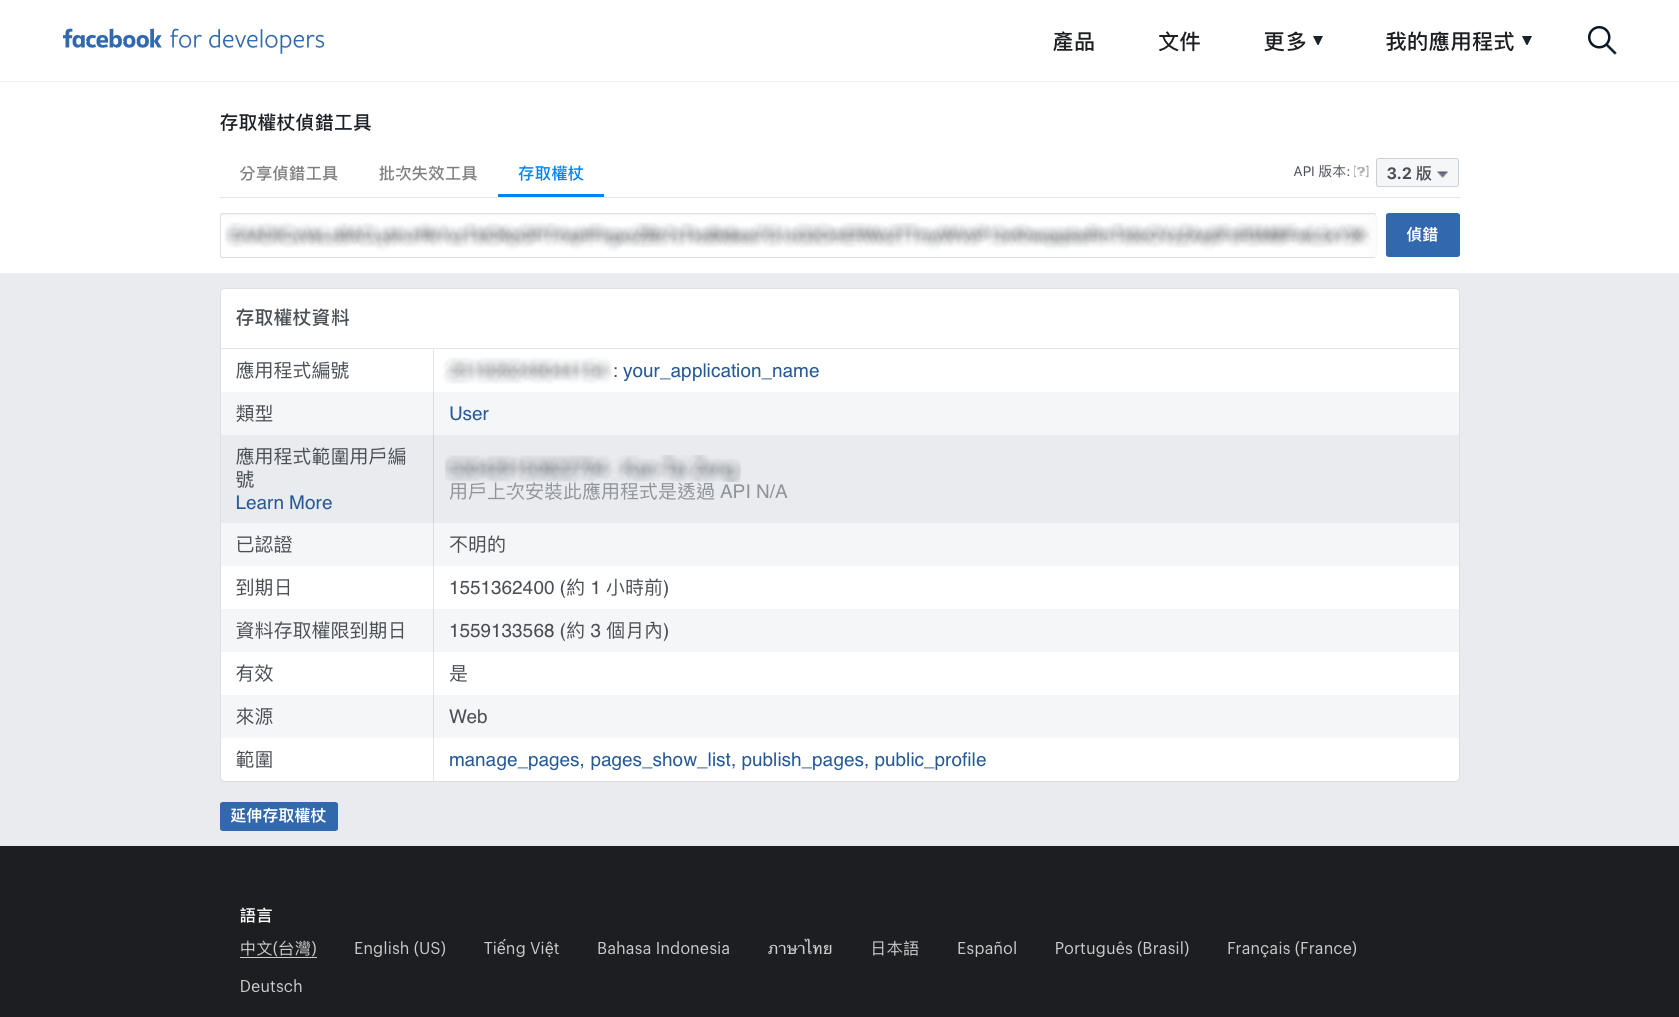 facebook for developers
產品 文件 更多 ▼ 我的應用程式 ▼
存取權杖偵錯工具
分享偵錯工具 批次失效工具 存取權杖 API 版本: [?] 3.2 版
偵錯
存取權杖資料
應用程式編號 : your_application_name
類型 User
應用程式範圍用戶編
號
Learn More
用戶上次安裝此應用程式是透過 API N/A
已認證 不明的
到期日 1551362400 (約 1 小時前)
資料存取權限到期日 1559133568 (約 3 個月內)
有效 是
來源 Web
範圍 manage_pages, pages_show_list, publish_pages, public_profile
延伸存取權杖
語言
中文(台灣) English (US) Tiếng Việt Bahasa Indonesia ภาษาไทย 日本語 Español Português (Brasil) Français (France)
Deutsch